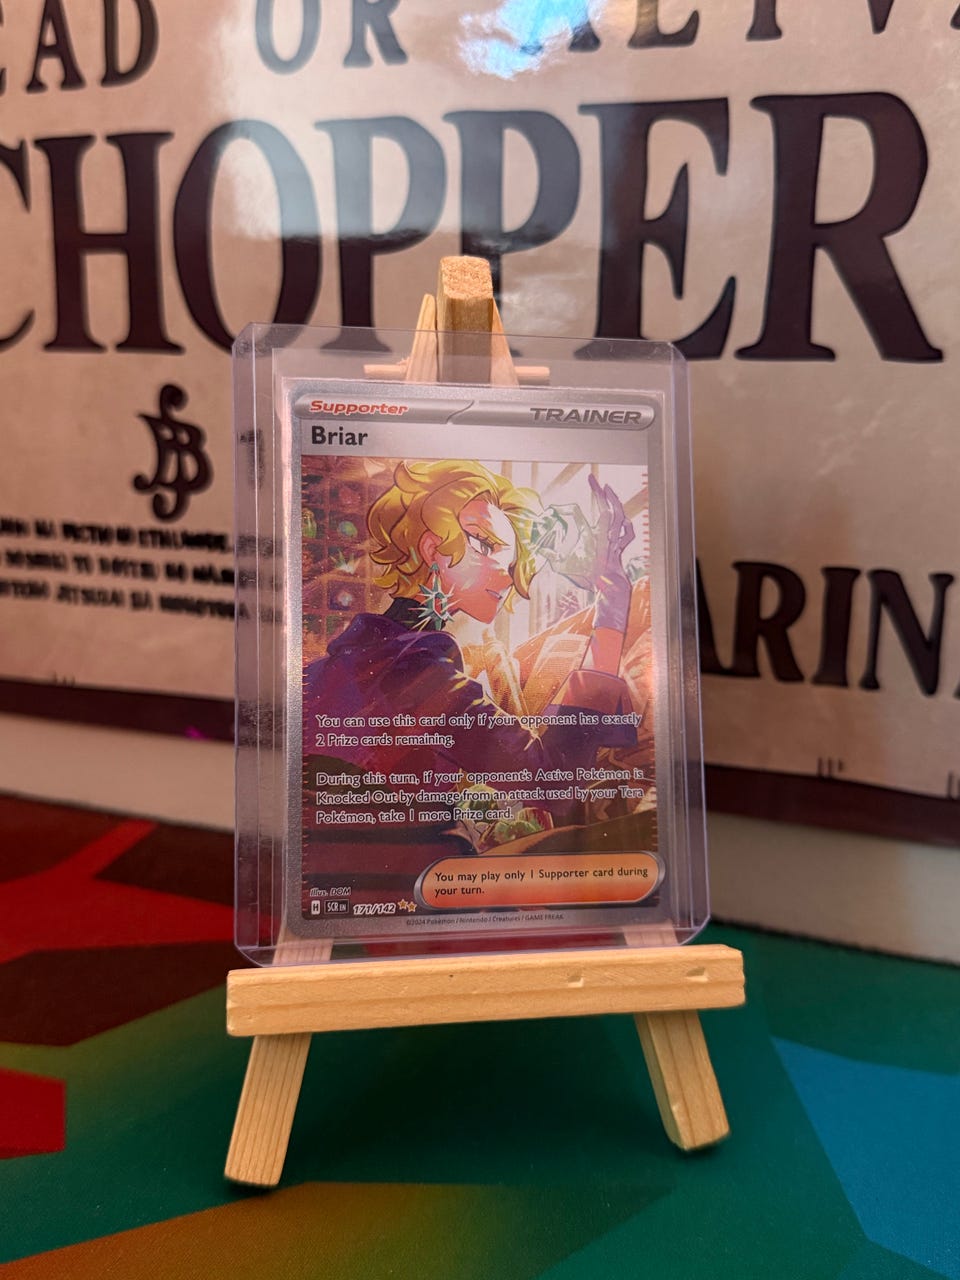 EAD OR
CHOPPER
ARIN
Supporter TRAINER
Briar
You can use this card only if your opponent has exactly
2 Prize cards remaining.
During this turn, if your opponent's Active Pokémon is
Knocked Out by damage from an attack used by your Tera
Pokémon, take 1 more Prize card.
You may play only 1 Supporter card during
your turn.
Illus. DOM
H SCR EN 171/142
©2024 Pokémon / Nintendo / Creatures / GAME FREAK